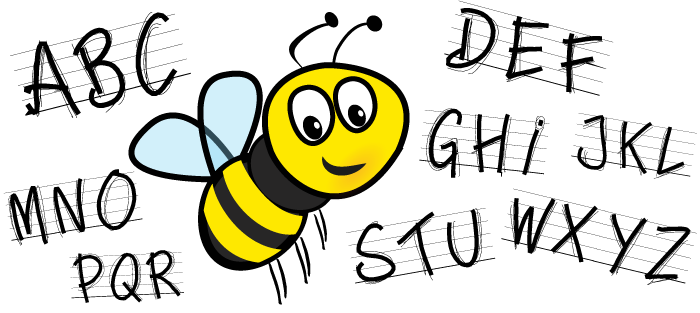 ABC
DEF
GHi
JKL
MNO
PQR
STU
WXYZ